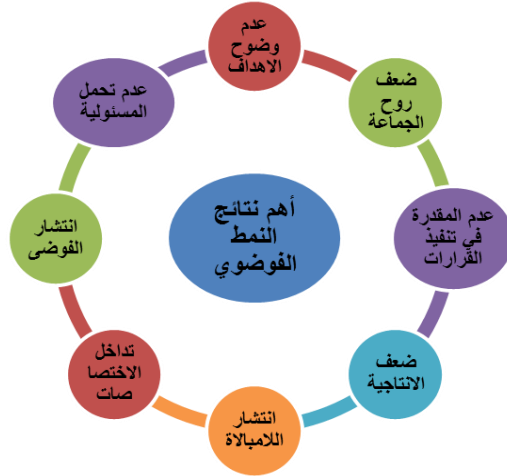 عدم
وضوح
الاهداف
ضعف
روح
الجماعة
عدم المقدرة
في تنفيذ
القرارات
ضعف
الانتاجية
انتشار
اللامبالاة
تداخل
الاختصا
صات
انتشار
الفوضى
عدم تحمل
المسئولية
أهم نتائج
النمط
الفوضوي